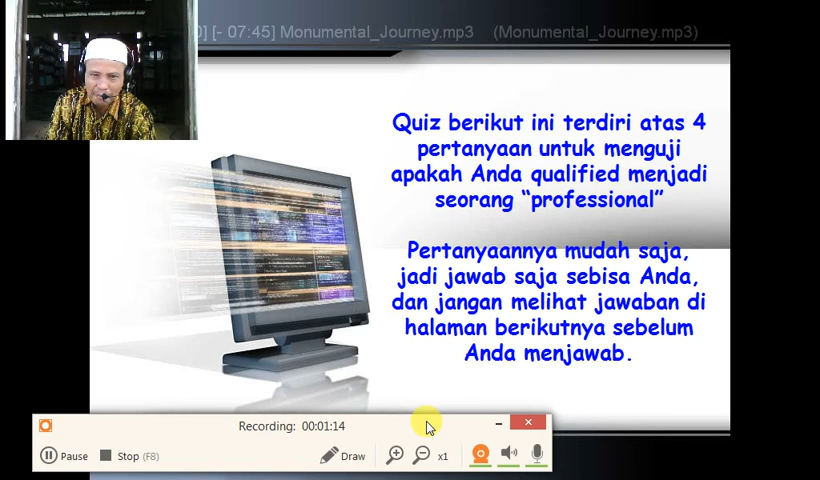 0] [- 07:45] Monumental_Journey.mp3 (Monumental_Journey.mp3)
Quiz berikut ini terdiri atas 4
pertanyaan untuk menguji
apakah Anda qualified menjadi
seorang “professional”
Pertanyaannya mudah saja,
jadi jawab saja sebisa Anda,
dan jangan melihat jawaban di
halaman berikutnya sebelum
Anda menjawab.
Recording: 00:01:14
Pause Stop (F8) Draw x1